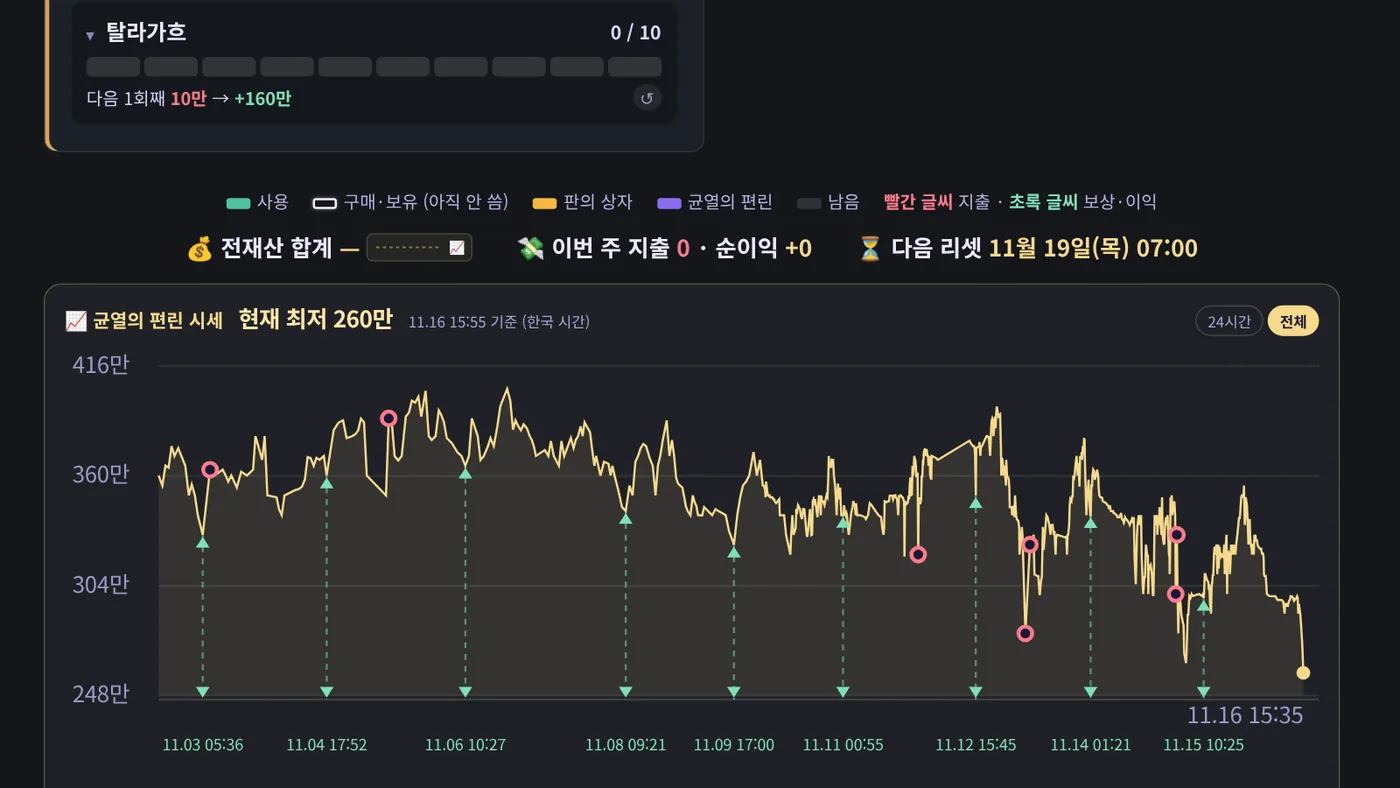 ▼ 탈라가흐 0 / 10
다음 1회째 10만 → +160만 ↺
사용 구매·보유 (아직 안 씀) 판의 상자 균열의 편린 남음 빨간 글씨 지출 · 초록 글씨 보상·이익
💰 전재산 합계 — --------- 📈 💸 이번 주 지출 0 · 순이익 +0 ⏳ 다음 리셋 11월 19일(목) 07:00
📈 균열의 편린 시세 현재 최저 260만 11.16 15:55 기준 (한국 시간) 24시간 전체
416만
360만
304만
248만
11.16 15:35
11.03 05:36 11.04 17:52 11.06 10:27 11.08 09:21 11.09 17:00 11.11 00:55 11.12 15:45 11.14 01:21 11.15 10:25